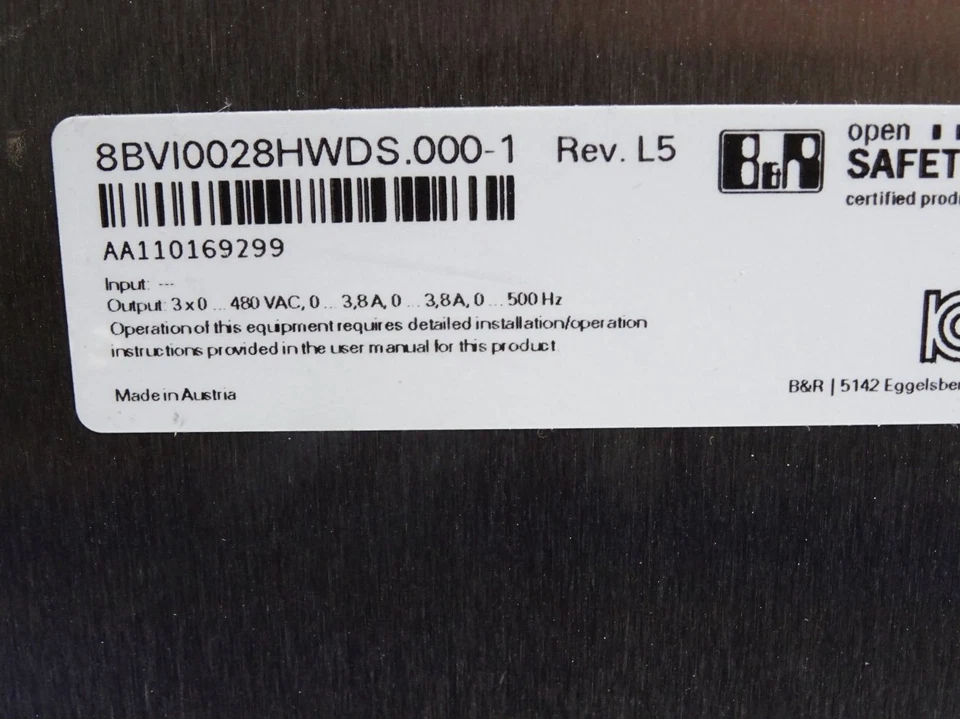 8BVI0028HWDS.000-1 Rev. L5
B&R
open
SAFET
certified produ
AA110169299
Input: ---
Output: 3 x 0 ... 480 VAC, 0 ... 3,8 A, 0 ... 3,8 A, 0 ... 500 Hz
Operation of this equipment requires detailed installation/operation
instructions provided in the user manual for this product.
Made in Austria
B&R | 5142 Eggelsber